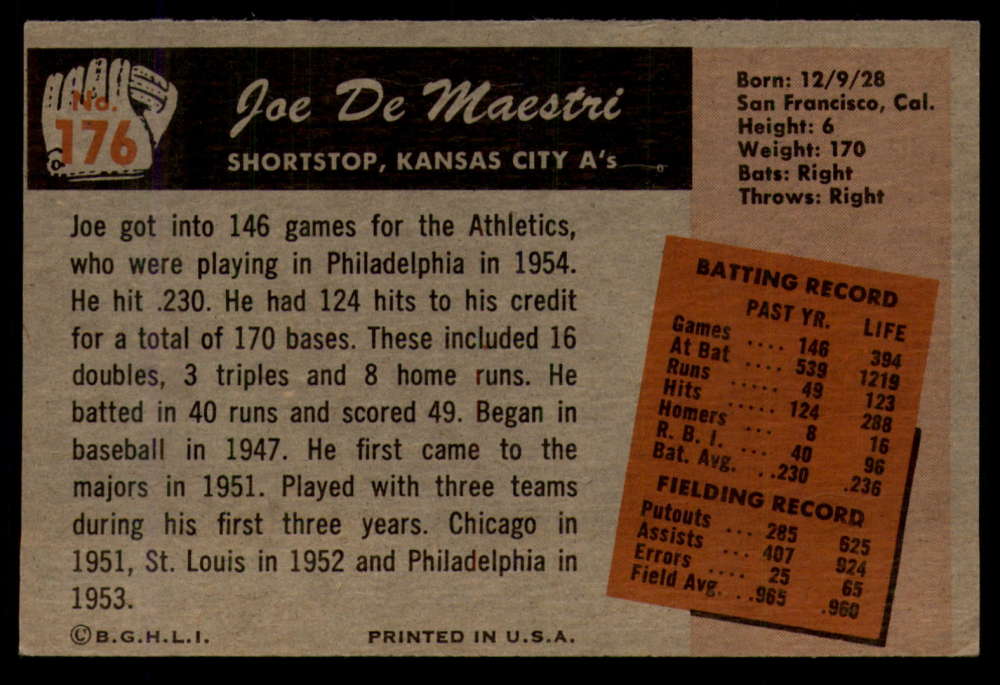 No.
176
Joe De Maestri
SHORTSTOP, KANSAS CITY A's
Born: 12/9/28
San Francisco, Cal.
Height: 6
Weight: 170
Bats: Right
Throws: Right
Joe got into 146 games for the Athletics,
who were playing in Philadelphia in 1954.
He hit .230. He had 124 hits to his credit
for a total of 170 bases. These included 16
doubles, 3 triples and 8 home runs. He
batted in 40 runs and scored 49. Began in
baseball in 1947. He first came to the
majors in 1951. Played with three teams
during his first three years. Chicago in
1951, St. Louis in 1952 and Philadelphia in
1953.
BATTING RECORD
PAST YR. LIFE
Games .... 146 394
At Bat .... 539 1219
Runs ..... 49 123
Hits ..... 124 288
Homers ... 8 16
R. B. I. ... 40 96
Bat. Avg. ..230 .236
FIELDING RECORD
Putouts ... 285 625
Assists ... 407 924
Errors .... 25 65
Field Avg. ..965 .960
©B.G.H.L.I. PRINTED IN U.S.A.